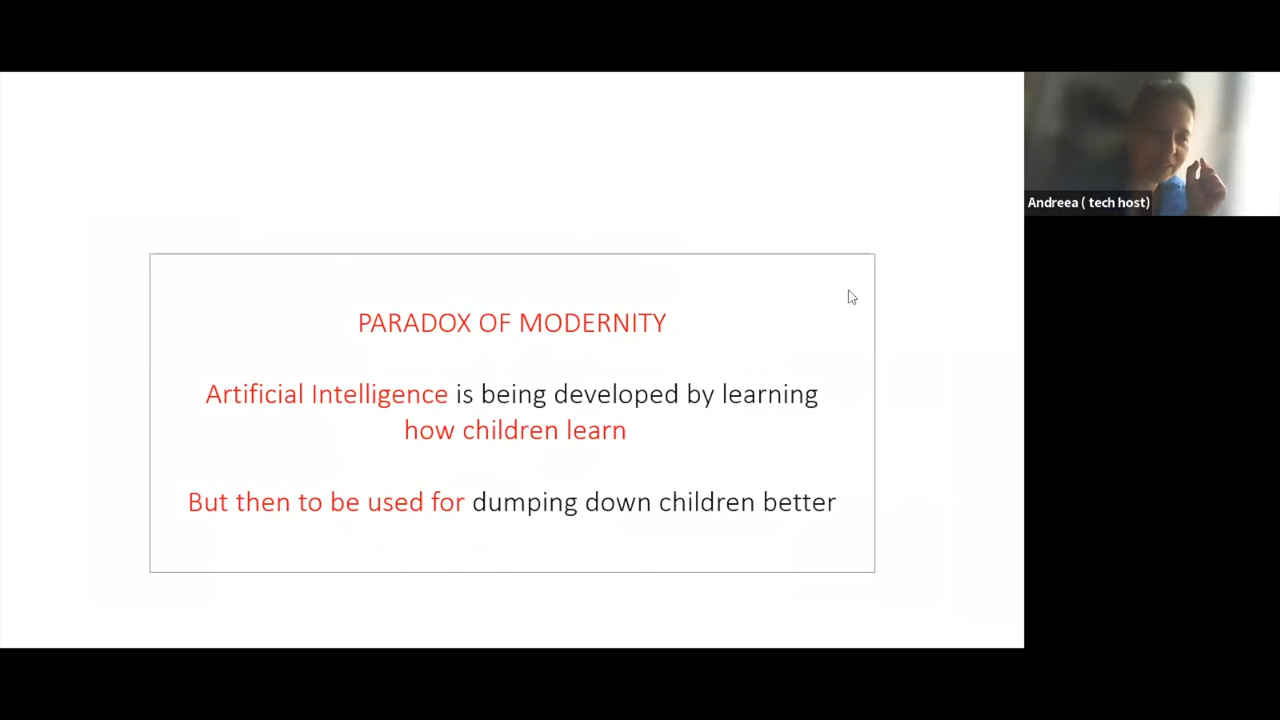 PARADOX OF MODERNITY
Artificial Intelligence is being developed by learning
how children learn
But then to be used for dumping down children better
Andreea ( tech host)